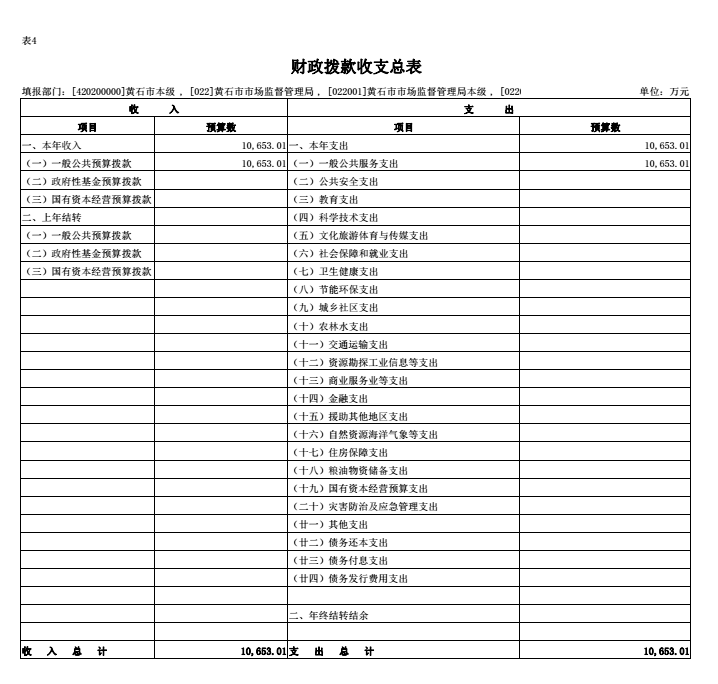 表4
财政拨款收支总表
填报部门：[420200000]黄石市本级 , [022]黄石市市场监督管理局 , [022001]黄石市市场监督管理局本级 , [022 单位：万元
收 入 支 出
项目 预算数 项目 预算数
一、本年收入 10,653.01 一、本年支出 10,653.01
（一）一般公共预算拨款 10,653.01 （一）一般公共服务支出 10,653.01
（二）政府性基金预算拨款 （二）公共安全支出
（三）国有资本经营预算拨款 （三）教育支出
二、上年结转 （四）科学技术支出
（一）一般公共预算拨款 （五）文化旅游体育与传媒支出
（二）政府性基金预算拨款 （六）社会保障和就业支出
（三）国有资本经营预算拨款 （七）卫生健康支出
（八）节能环保支出
（九）城乡社区支出
（十）农林水支出
（十一）交通运输支出
（十二）资源勘探工业信息等支出
（十三）商业服务业等支出
（十四）金融支出
（十五）援助其他地区支出
（十六）自然资源海洋气象等支出
（十七）住房保障支出
（十八）粮油物资储备支出
（十九）国有资本经营预算支出
（二十）灾害防治及应急管理支出
（廿一）其他支出
（廿二）债务还本支出
（廿三）债务付息支出
（廿四）债务发行费用支出
二、年终结转结余
收 入 总 计 10,653.01 支 出 总 计 10,653.01